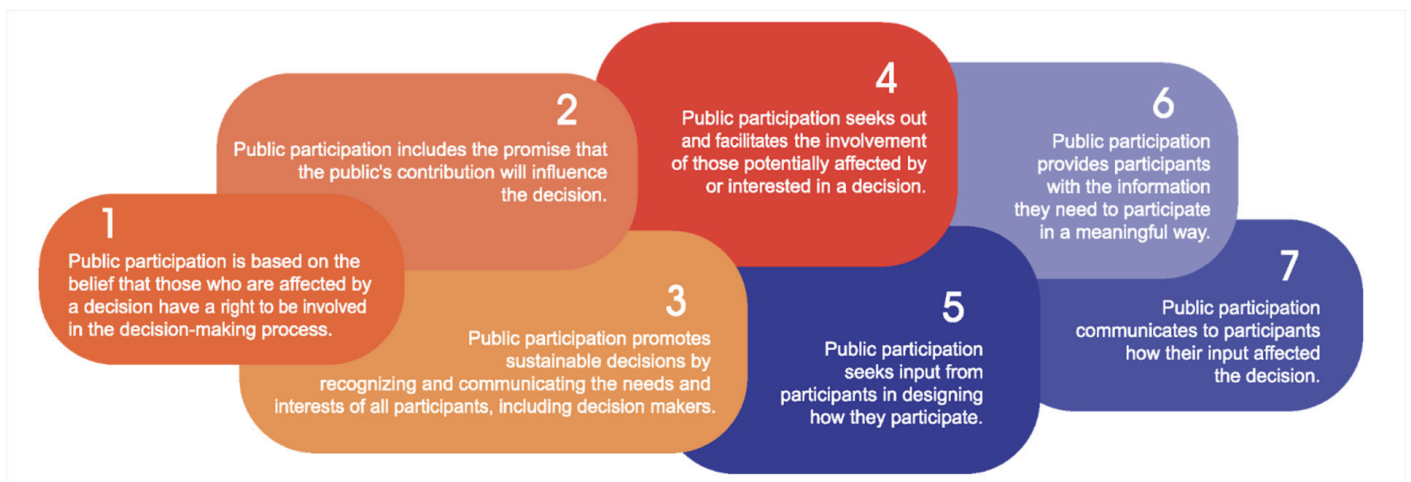 1
Public participation is based on the
belief that those who are affected by
a decision have a right to be involved
in the decision-making process.
2
Public participation includes the promise that
the public's contribution will influence
the decision.
3
Public participation promotes
sustainable decisions by
recognizing and communicating the needs and
interests of all participants, including decision makers.
4
Public participation seeks out
and facilitates the involvement
of those potentially affected by
or interested in a decision.
5
Public participation
seeks input from
participants in designing
how they participate.
6
Public participation
provides participants
with the information
they need to participate
in a meaningful way.
7
Public participation
communicates to participants
how their input affected
the decision.